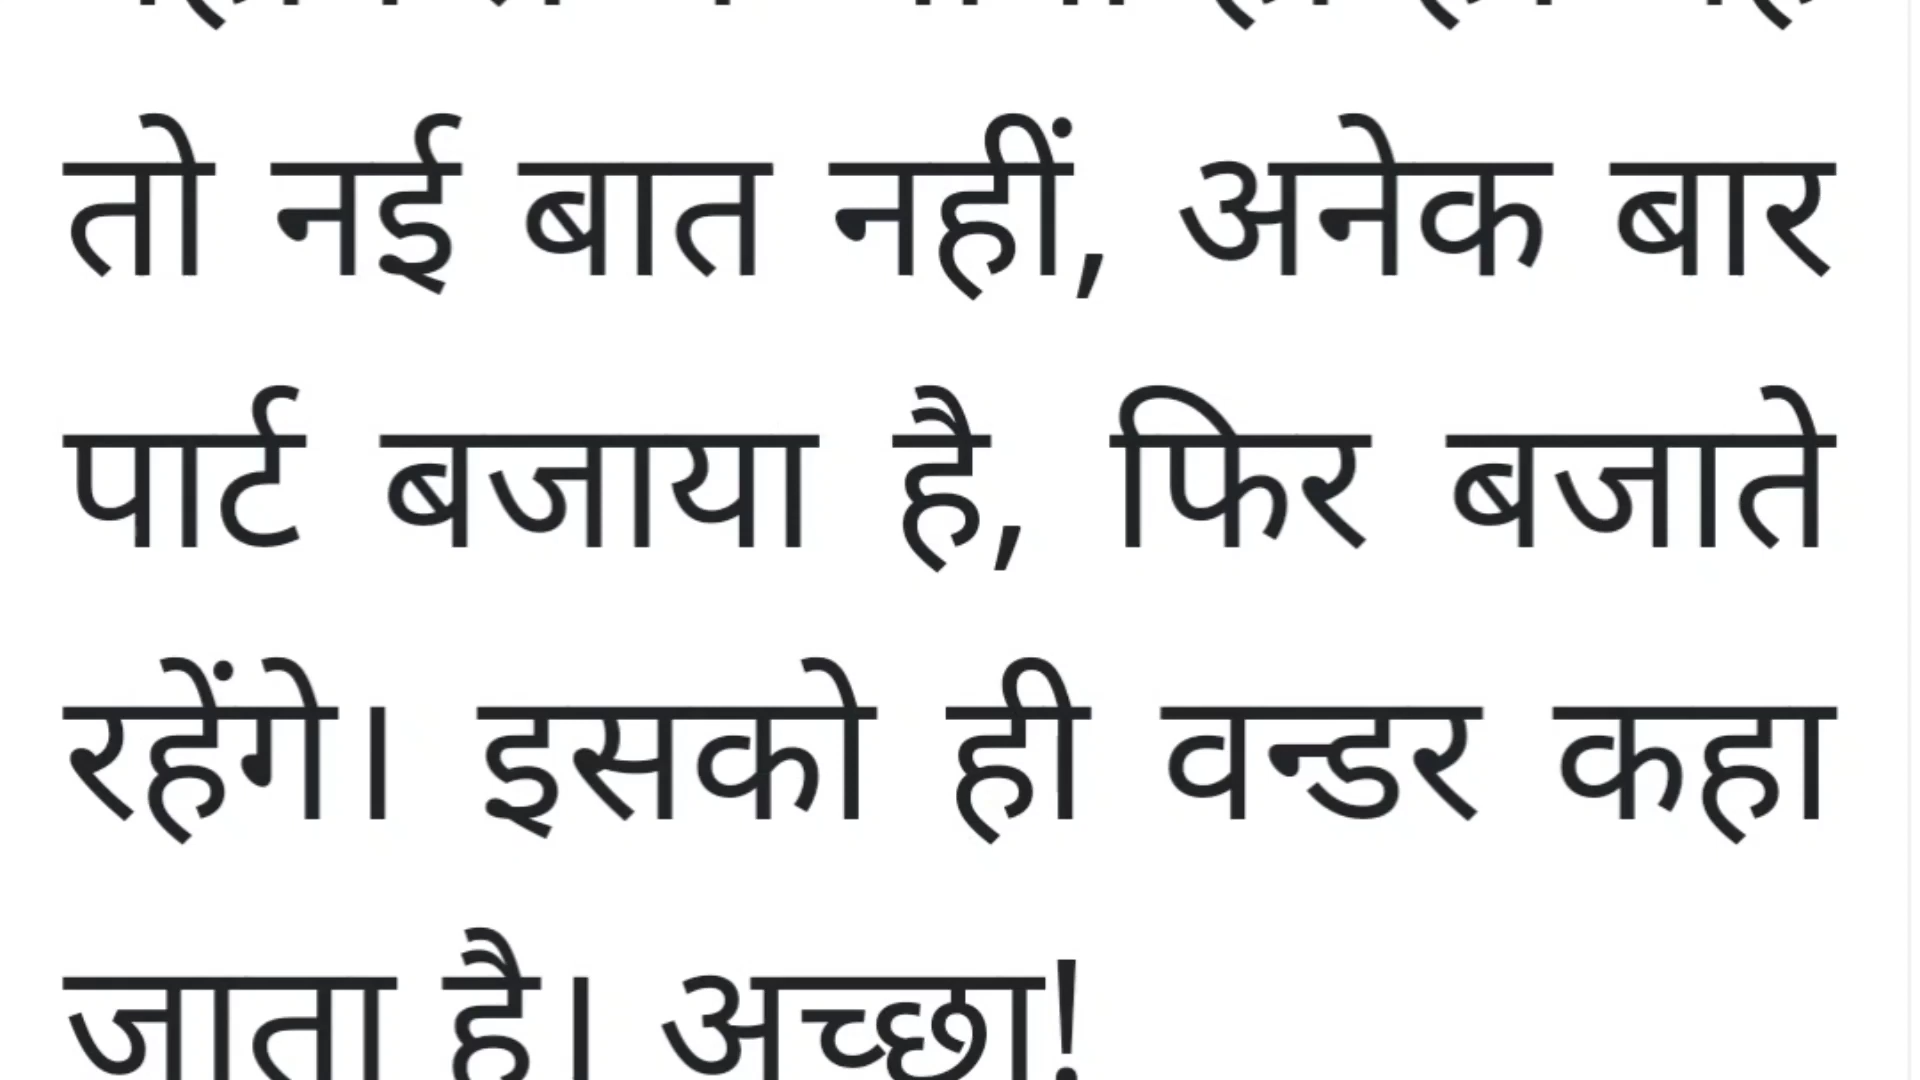 तो नई बात नहीं, अनेक बार
पार्ट बजाया है, फिर बजाते
रहेंगे। इसको ही वन्डर कहा
जाता है। अच्छा!